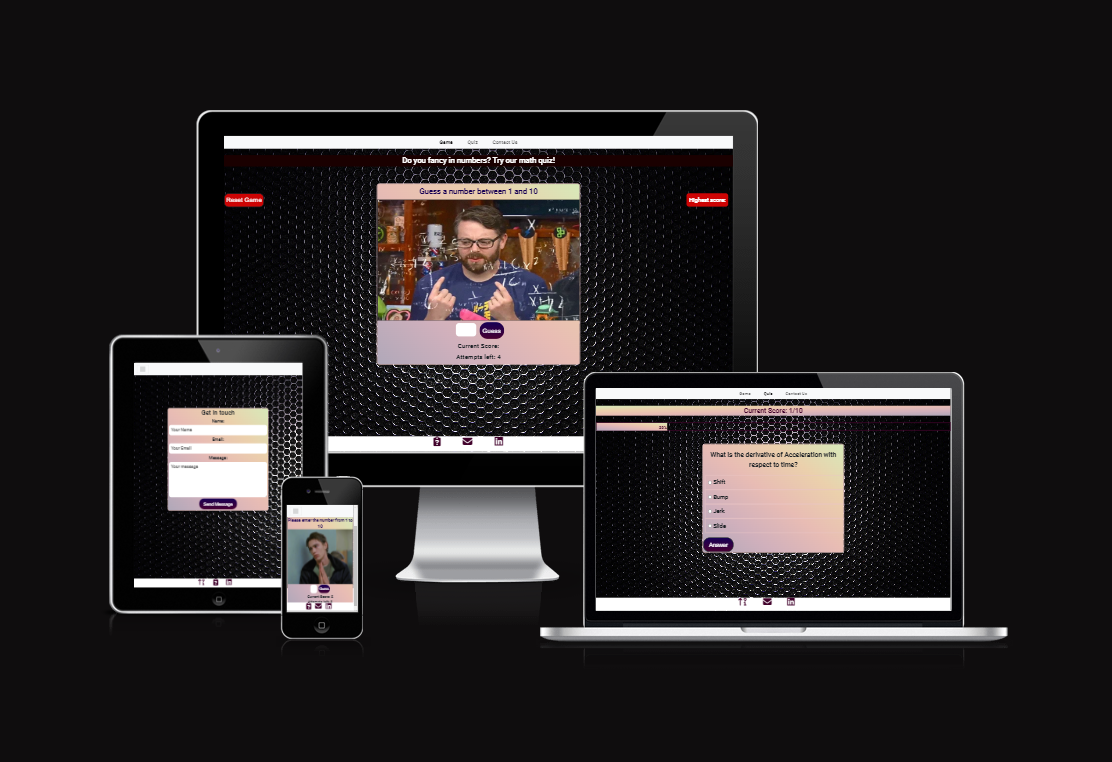 Game Quiz Contact Us
Do you fancy in numbers? Try our math quiz!
Reset Game
Highest score:
Guess a number between 1 and 10
Guess
Current Score:
Attempts left: 4
Get in touch
Name:
Your Name
Email:
Your Email
Message:
Your message
Send Message
Please enter the number from 1 to
10
Guess
Current Score: 0
Game Quiz Contact Us
Current Score: 1/10
20%
What is the derivative of Acceleration with
respect to time?
Shift
Bump
Jerk
Slide
Answer